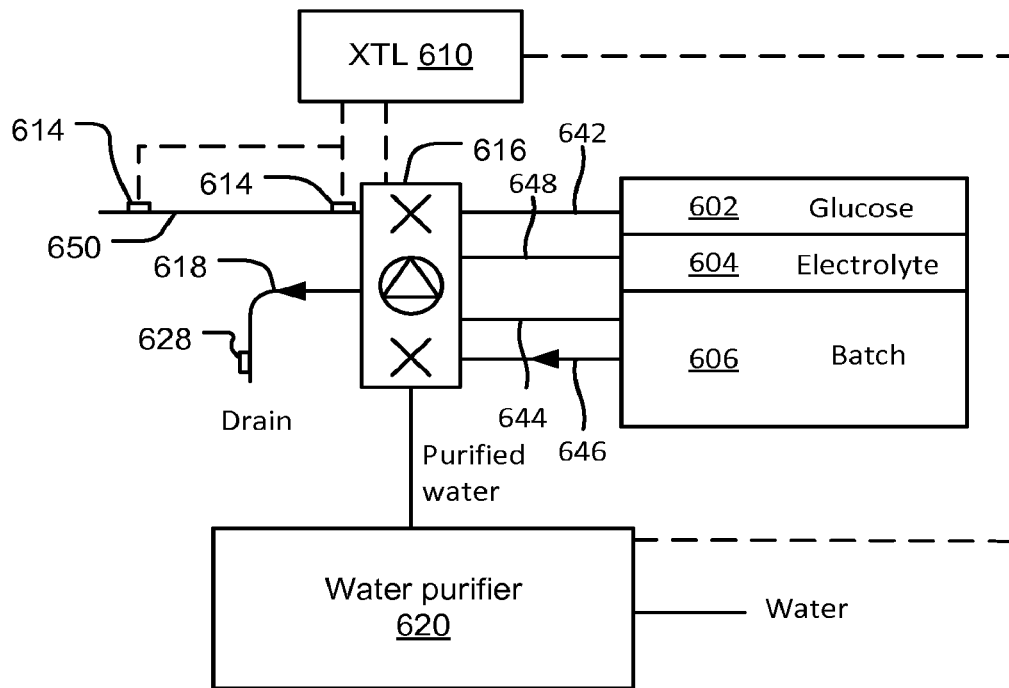 XTL 610
614
616
642
614
648
602 Glucose
650
618
604 Electrolyte
628
606 Batch
Drain
644
646
Purified
water
Water purifier
620
Water